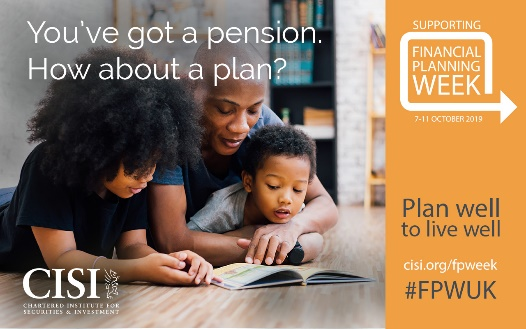 You've got a pension.
How about a plan?
CISI
CHARTERED INSTITUTE FOR
SECURITIES & INVESTMENT
SUPPORTING
FINANCIAL
PLANNING
WEEK
7-11 OCTOBER 2019
Plan well
to live well
cisi.org/fpweek
#FPWUK